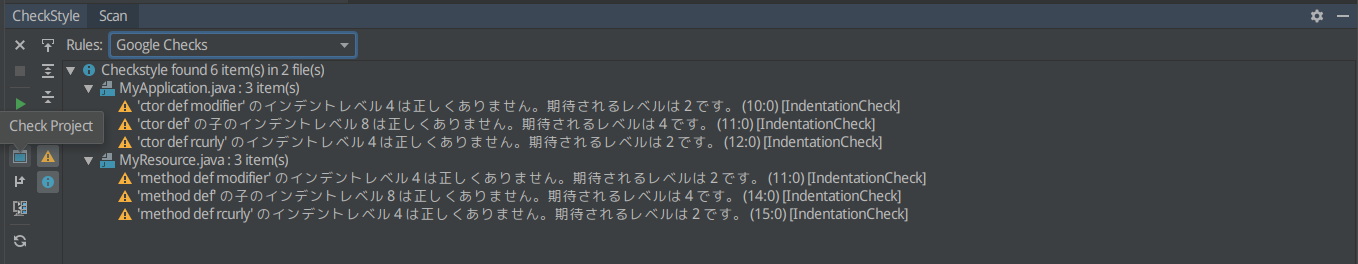 CheckStyle Scan
Rules: Google Checks
Checkstyle found 6 item(s) in 2 file(s)
MyApplication.java : 3 item(s)
'ctor def modifier' のインデントレベル 4 は正しくありません。期待されるレベルは 2 です。 (10:0) [IndentationCheck]
'ctor def' の子のインデントレベル 8 は正しくありません。期待されるレベルは 4 です。 (11:0) [IndentationCheck]
Check Project
'ctor def rcurly' のインデントレベル 4 は正しくありません。期待されるレベルは 2 です。 (12:0) [IndentationCheck]
MyResource.java : 3 item(s)
'method def modifier' のインデントレベル 4 は正しくありません。期待されるレベルは 2 です。 (11:0) [IndentationCheck]
'method def' の子のインデントレベル 8 は正しくありません。期待されるレベルは 4 です。 (14:0) [IndentationCheck]
'method def rcurly' のインデントレベル 4 は正しくありません。期待されるレベルは 2 です。 (15:0) [IndentationCheck]